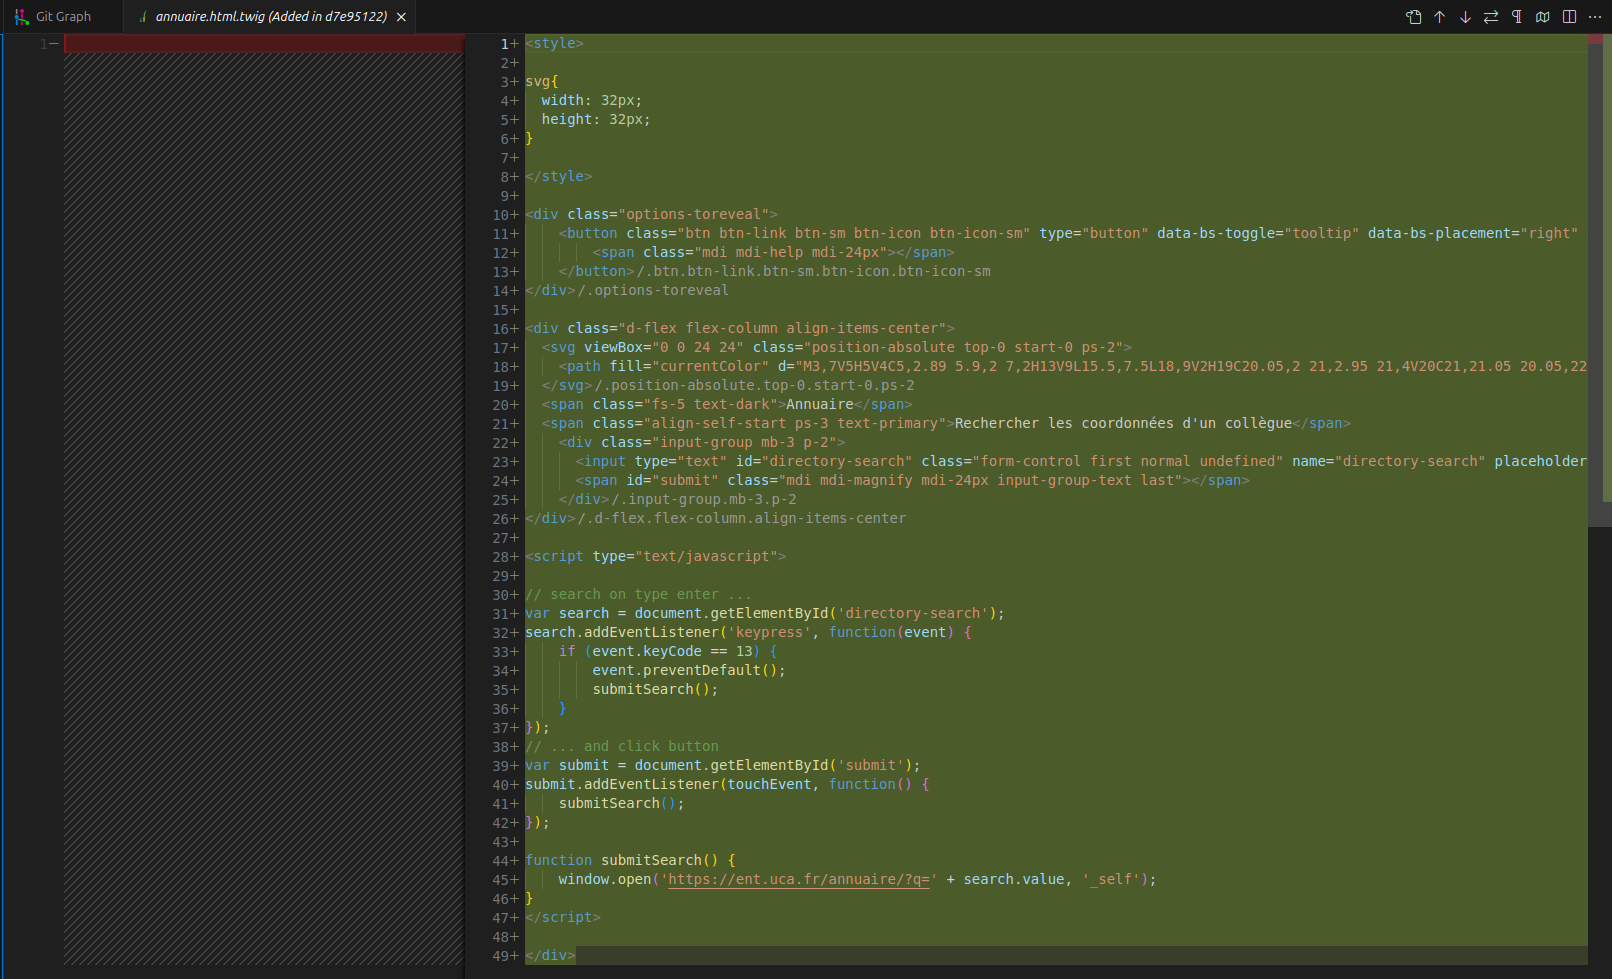 Git Graph
annuaire.html.twig (Added in d7e95122)
1−
1+ <style>
2+
3+ svg{
4+   width: 32px;
5+   height: 32px;
6+ }
7+
8+ </style>
9+
10+ <div class="options-toreveal">
11+     <button class="btn btn-link btn-sm btn-icon btn-icon-sm" type="button" data-bs-toggle="tooltip" data-bs-placement="right"
12+         <span class="mdi mdi-help mdi-24px"></span>
13+     </button>/.btn.btn-link.btn-sm.btn-icon.btn-icon-sm
14+ </div>/.options-toreveal
15+
16+ <div class="d-flex flex-column align-items-center">
17+   <svg viewBox="0 0 24 24" class="position-absolute top-0 start-0 ps-2">
18+     <path fill="currentColor" d="M3,7V5H5V4C5,2.89 5.9,2 7,2H13V9L15.5,7.5L18,9V2H19C20.05,2 21,2.95 21,4V20C21,21.05 20.05,22
19+   </svg>/.position-absolute.top-0.start-0.ps-2
20+   <span class="fs-5 text-dark">Annuaire</span>
21+   <span class="align-self-start ps-3 text-primary">Rechercher les coordonnées d'un collègue</span>
22+     <div class="input-group mb-3 p-2">
23+       <input type="text" id="directory-search" class="form-control first normal undefined" name="directory-search" placeholder
24+       <span id="submit" class="mdi mdi-magnify mdi-24px input-group-text last"></span>
25+     </div>/.input-group.mb-3.p-2
26+ </div>/.d-flex.flex-column.align-items-center
27+
28+ <script type="text/javascript">
29+
30+ // search on type enter ...
31+ var search = document.getElementById('directory-search');
32+ search.addEventListener('keypress', function(event) {
33+     if (event.keyCode == 13) {
34+         event.preventDefault();
35+         submitSearch();
36+     }
37+ });
38+ // ... and click button
39+ var submit = document.getElementById('submit');
40+ submit.addEventListener(touchEvent, function() {
41+     submitSearch();
42+ });
43+
44+ function submitSearch() {
45+     window.open('https://ent.uca.fr/annuaire/?q=' + search.value, '_self');
46+ }
47+ </script>
48+
49+ </div>